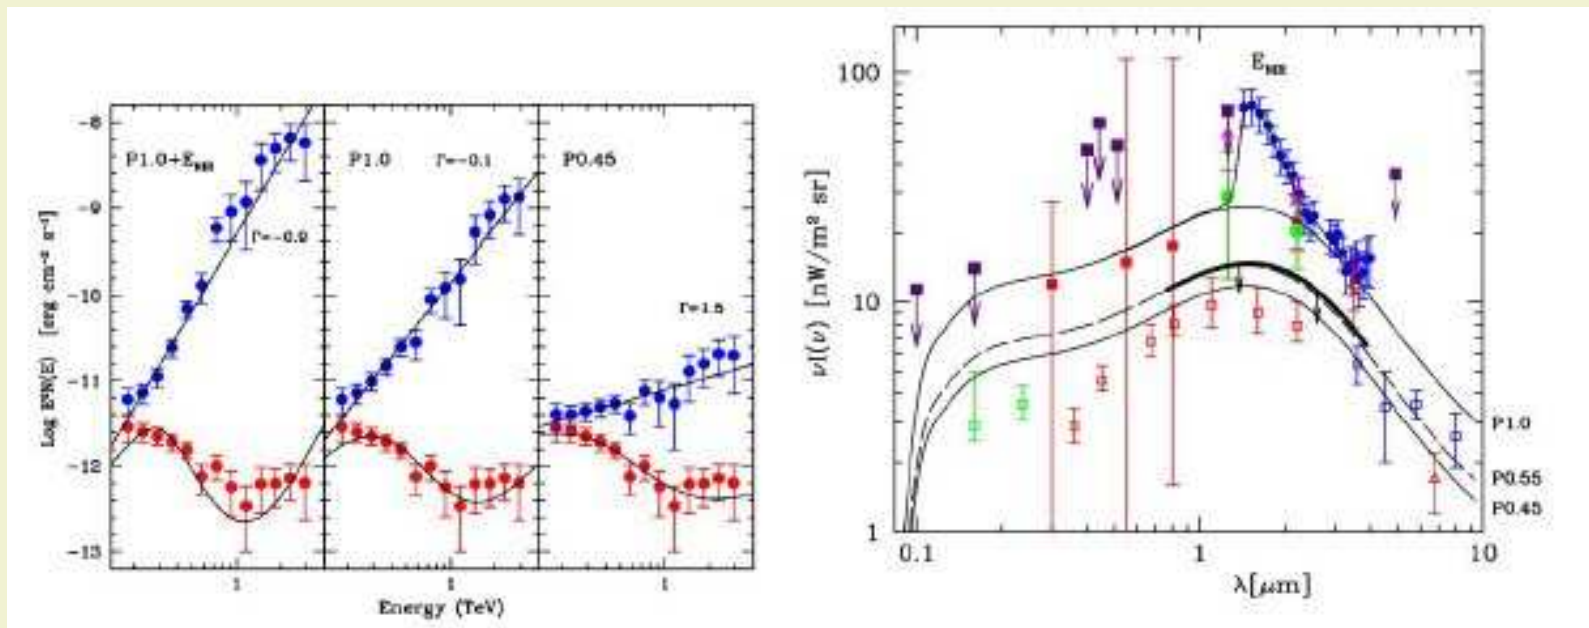 Log E²N(E) [erg cm⁻² s⁻¹]
-8
-9
-10
-11
-12
-13
P1.0+E_NIR
Γ=-0.9
P1.0 Γ=-0.1
P0.45
Γ=1.5
1 1 1
Energy (TeV)
νI(ν) [nW/m² sr]
100
10
1
E_NIR
P1.0
P0.55
P0.45
0.1 1 10
λ[μm]